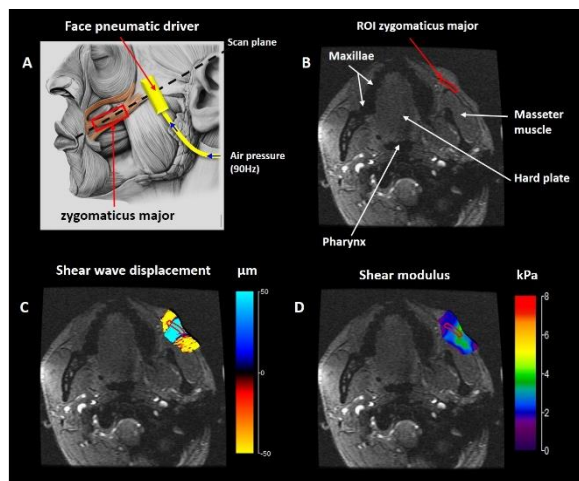 Face pneumatic driver
Scan plane
A
Air pressure
(90Hz)
zygomaticus major
ROI zygomaticus major
B
Maxillae
Masseter
muscle
Hard plate
Pharynx
Shear wave displacement
µm
C
50
0
-50
Shear modulus
kPa
D
8
6
4
2
0